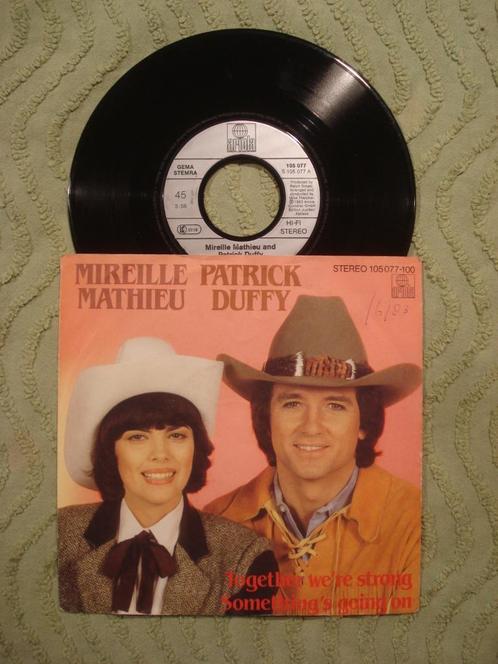 ariola
GEMA
STEMRA
45
105 077
S 105 077 A
HI-FI
STEREO
Mireille Mathieu and
Patrick Duffy
MIREILLE PATRICK
MATHIEU DUFFY
STEREO 105 077-100
ariola
Together we're strong
Something's going on